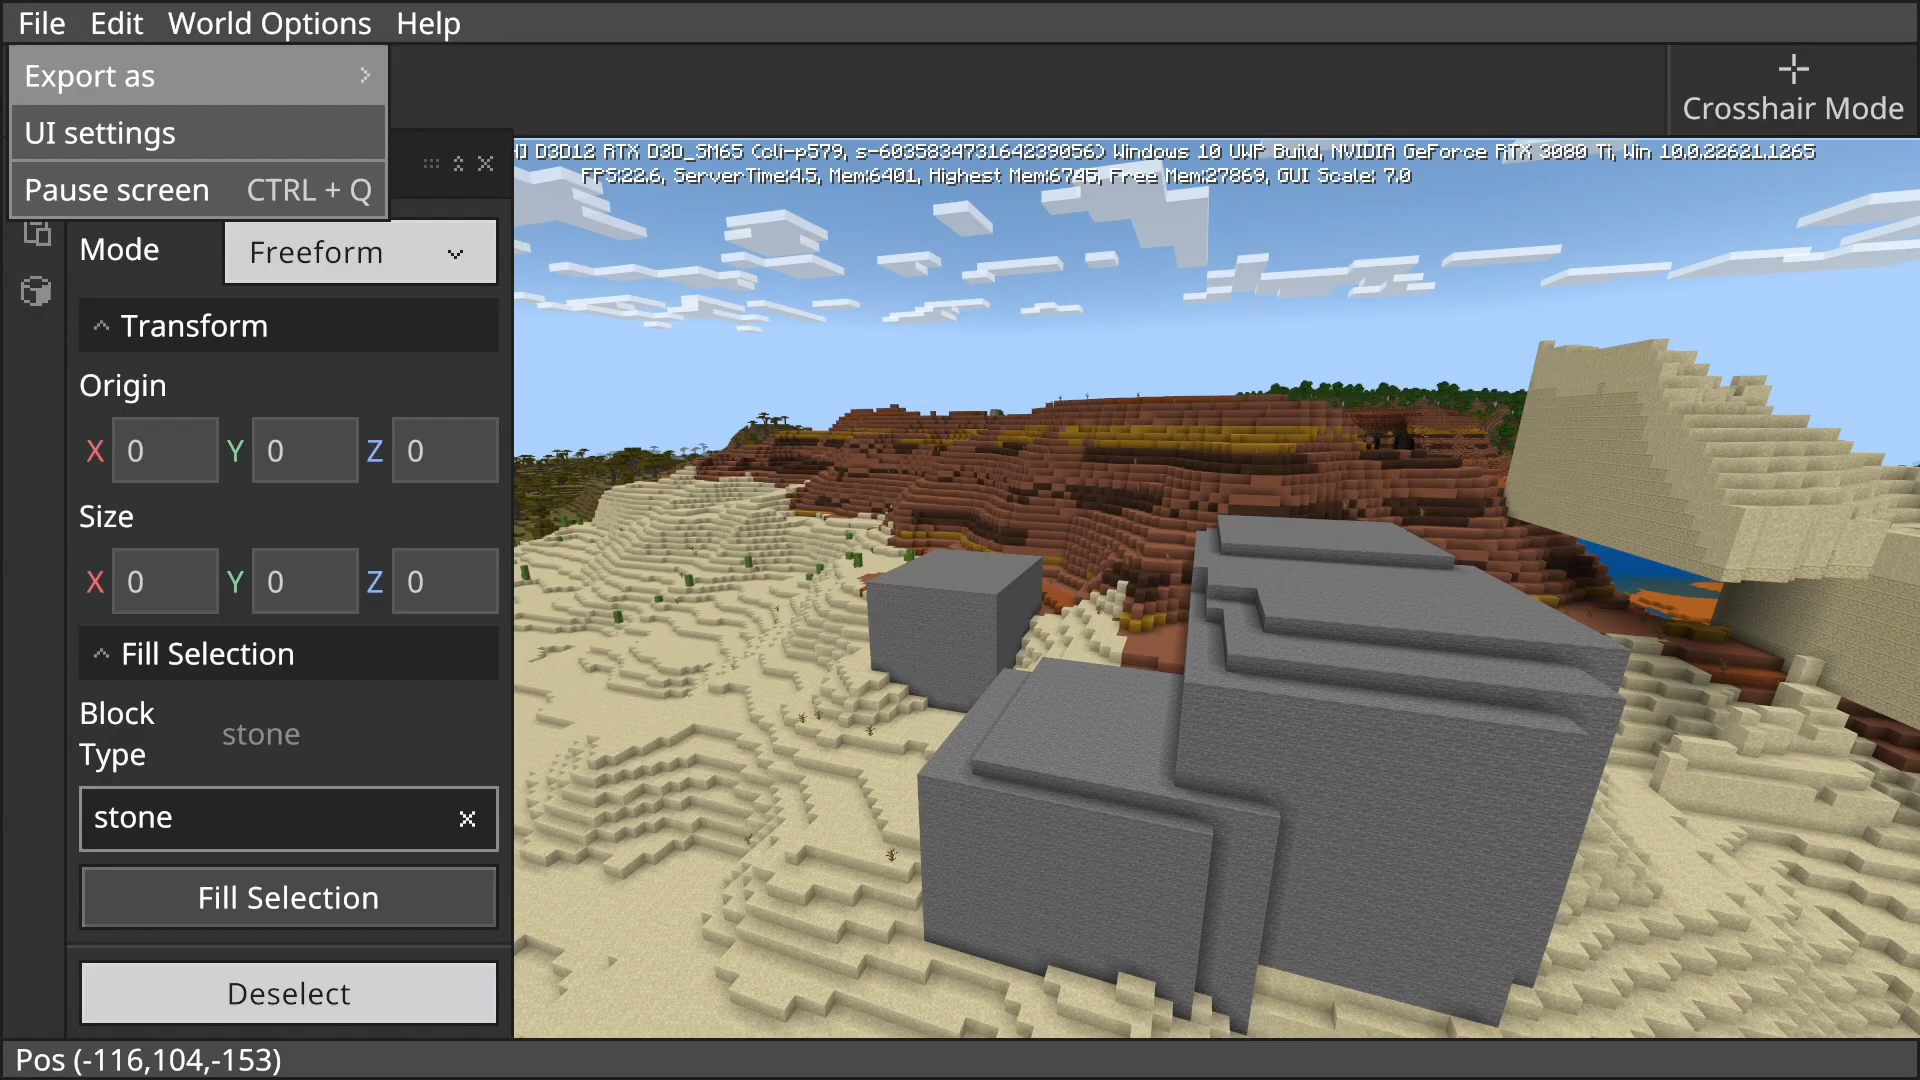 File Edit World Options Help
Export as
UI settings
Pause screen CTRL + Q
Crosshair Mode
D3D12 RTX D3D_SM65 (cli-p579, s-6035834731642390​56) Windows 10 UWP Build, NVIDIA GeForce RTX 3080 Ti, Win 10.0.22621.1265
FPS:22.6, ServerTime:4.5, Mem:6401, Highest Mem:6745, Free Mem:27869, GUI Scale: 7.0
Mode Freeform
Transform
Origin
X 0 Y 0 Z 0
Size
X 0 Y 0 Z 0
Fill Selection
Block Type stone
stone
Fill Selection
Deselect
Pos (-116,104,-153)